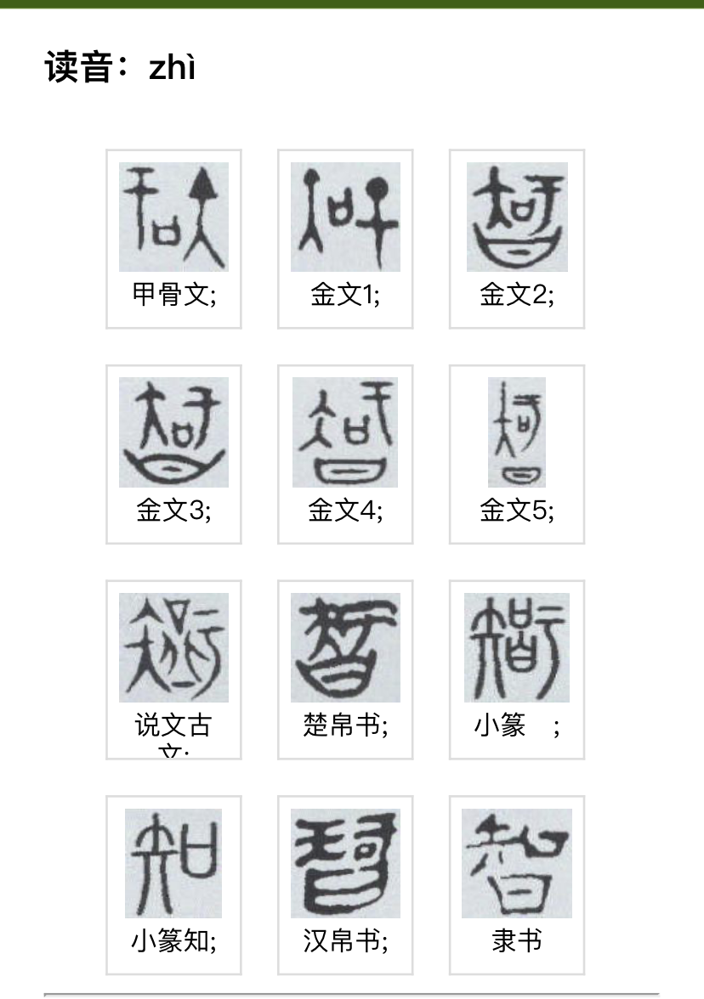 读音：zhì
甲骨文; 金文1; 金文2;
金文3; 金文4; 金文5;
说文古 楚帛书; 小篆 ;
文;
小篆知; 汉帛书; 隶书